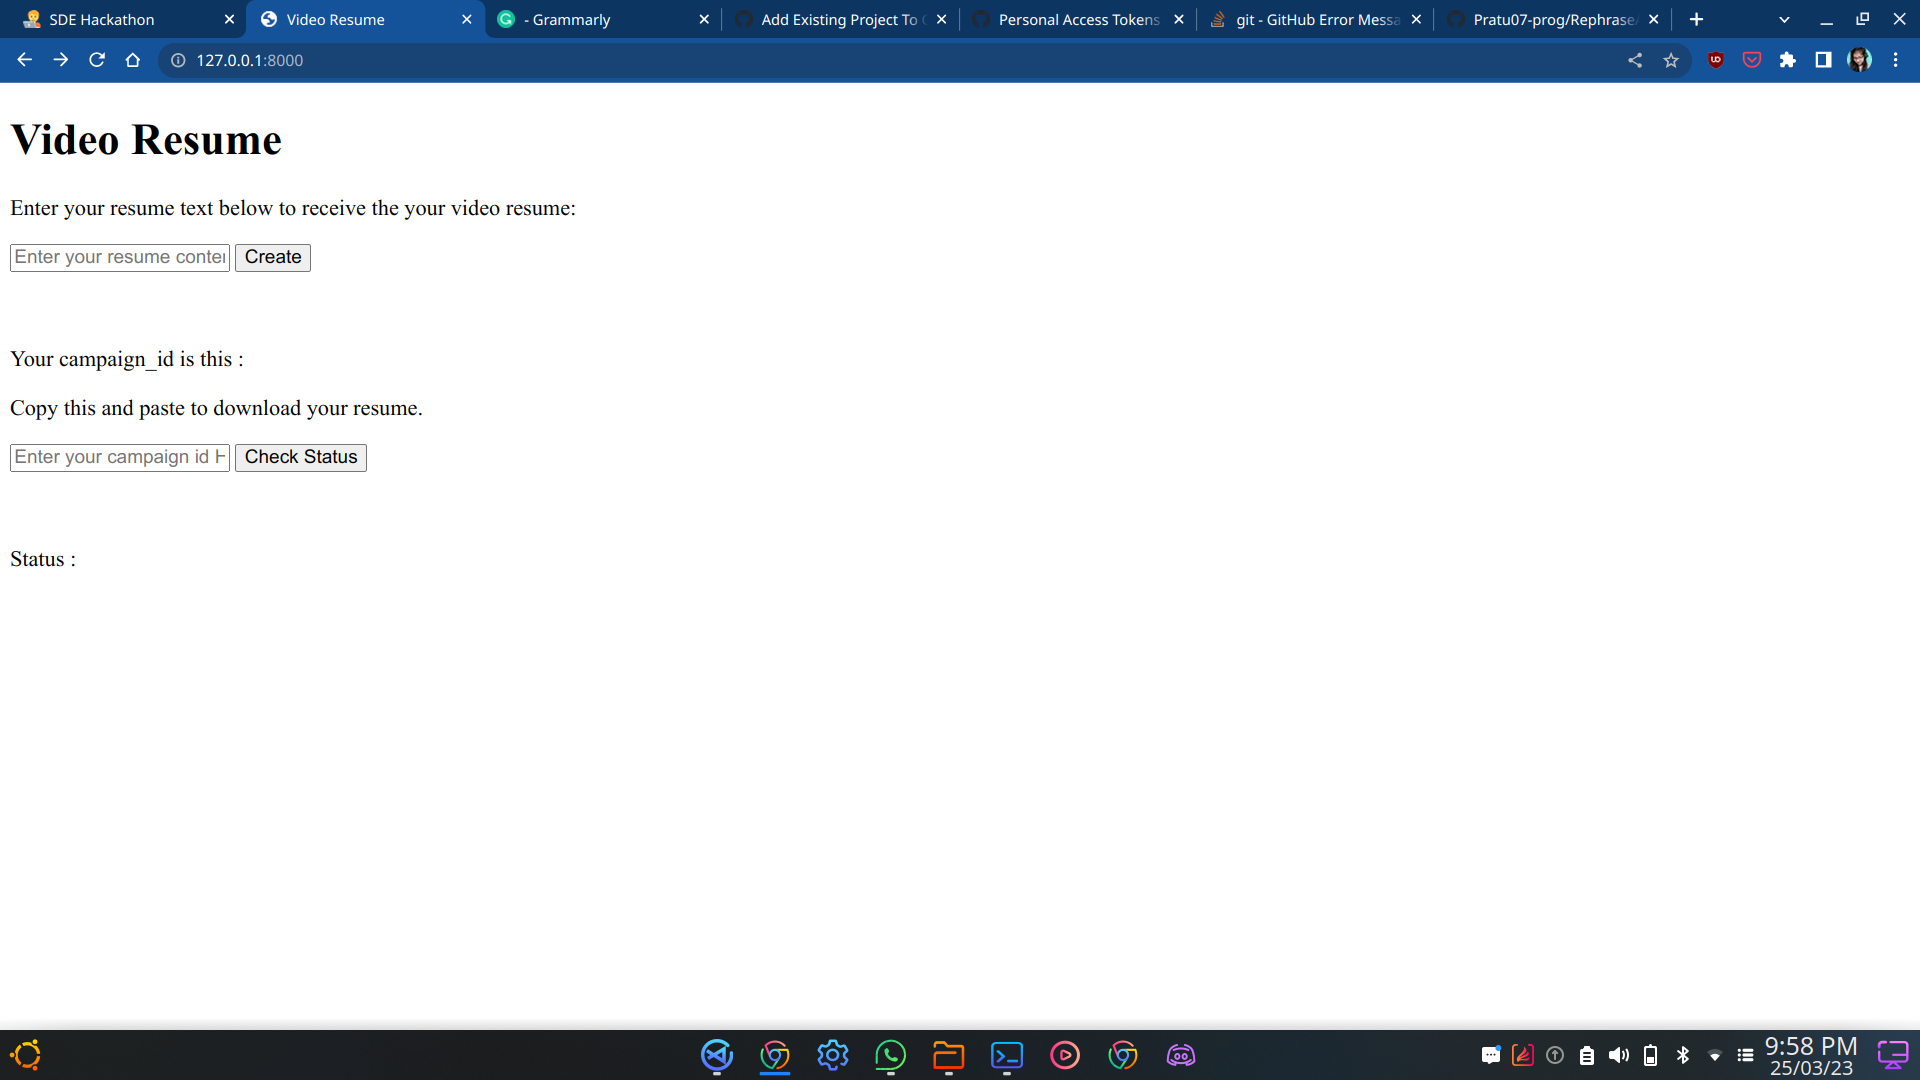 SDE Hackathon
Video Resume
- Grammarly
Add Existing Project To
Personal Access Tokens
git - GitHub Error Messa
Pratu07-prog/Rephrase
127.0.0.1:8000
Video Resume
Enter your resume text below to receive the your video resume:
Enter your resume conte
Create
Your campaign_id is this :
Copy this and paste to download your resume.
Enter your campaign id H
Check Status
Status :
9:58 PM
25/03/23